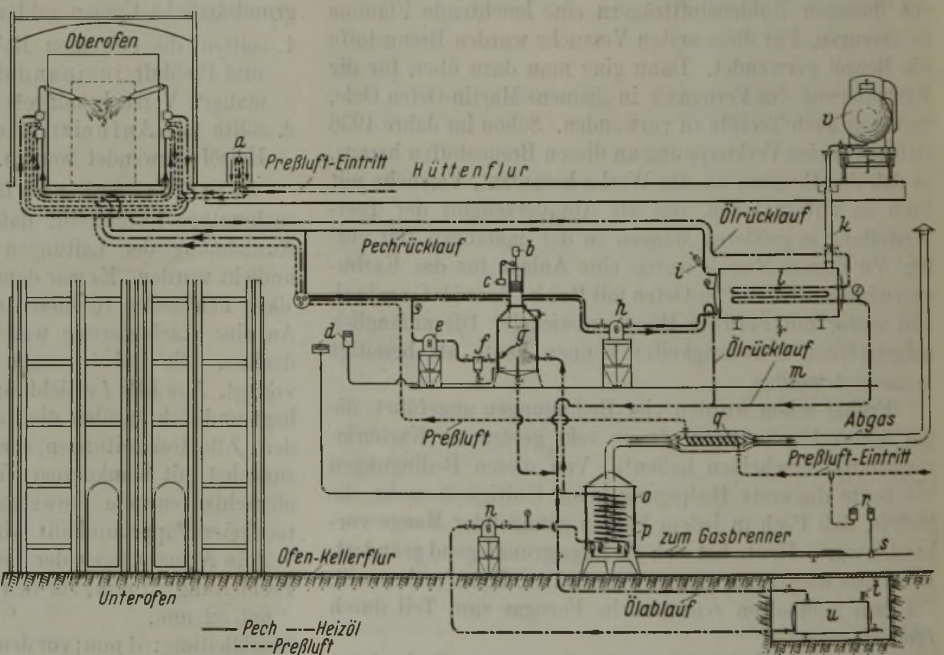 Oberofen
a
Preßluft-Eintritt
Hüttenflur
v
Ölrücklauf
k
Pechrücklauf
b
c
i
l
d
e
f
g
h
Ölrücklauf
m
q
Abgas
Preßluft
Preßluft-Eintritt
o
p
r
n
zum Gasbrenner
s
Ofen-Kellerflur
Unterofen
Ölablauf
t
u
Pech
Heizöl
Preßluft